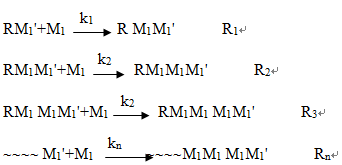 RM₁'+M₁ k₁ R M₁M₁' R₁↵
RM₁M₁'+M₁ k₂ RM₁M₁M₁' R₂↵
RM₁ M₁M₁'+M₁ k₂ RM₁M₁ M₁M₁' R₃↵
~~~~ M₁'+M₁ kₙ ~~~~M₁M₁ M₁M₁' Rₙ↵